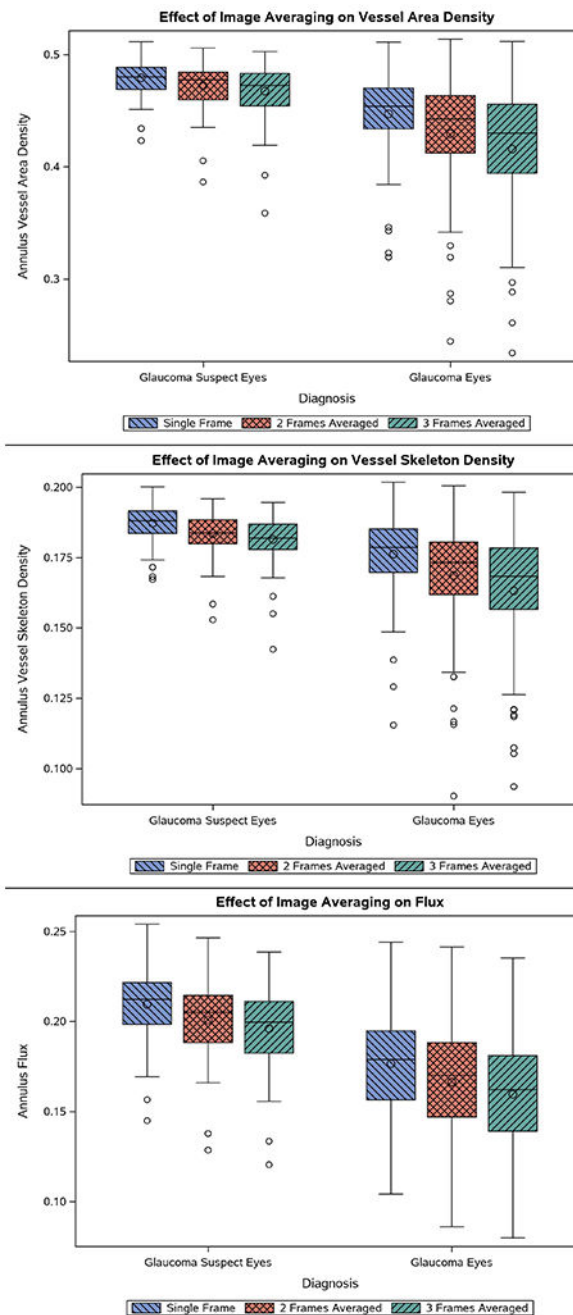 Effect of Image Averaging on Vessel Area Density
0.5
0.4
0.3
Annulus Vessel Area Density
Glaucoma Suspect Eyes Glaucoma Eyes
Diagnosis
Single Frame 2 Frames Averaged 3 Frames Averaged
Effect of Image Averaging on Vessel Skeleton Density
0.200
0.175
0.150
0.125
0.100
Annulus Vessel Skeleton Density
Glaucoma Suspect Eyes Glaucoma Eyes
Diagnosis
Single Frame 2 Frames Averaged 3 Frames Averaged
Effect of Image Averaging on Flux
0.25
0.20
0.15
0.10
Annulus Flux
Glaucoma Suspect Eyes Glaucoma Eyes
Diagnosis
Single Frame 2 Frames Averaged 3 Frames Averaged